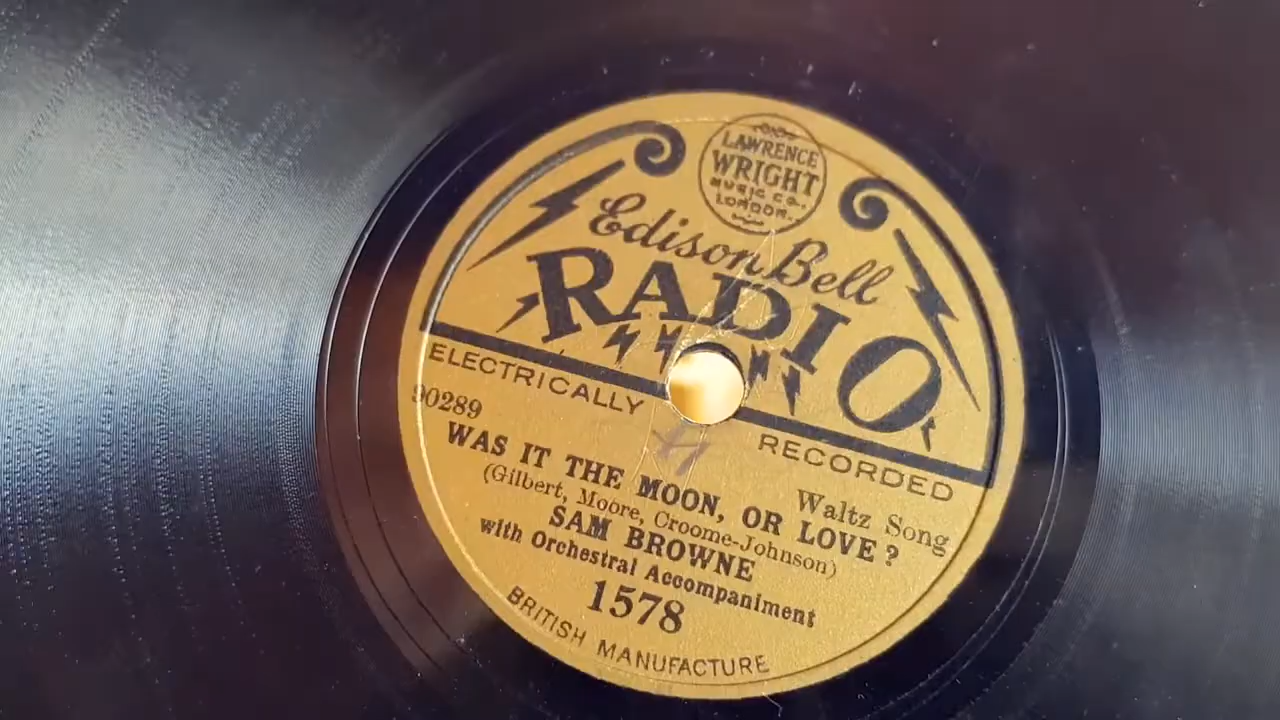 LAWRENCE
WRIGHT
MUSIC CO.
LONDON.
Edison Bell
RADIO
ELECTRICALLY RECORDED
90289
Waltz Song
WAS IT THE MOON, OR LOVE?
(Gilbert, Moore, Croome-Johnson)
SAM BROWNE
with Orchestral Accompaniment
1578
BRITISH MANUFACTURE